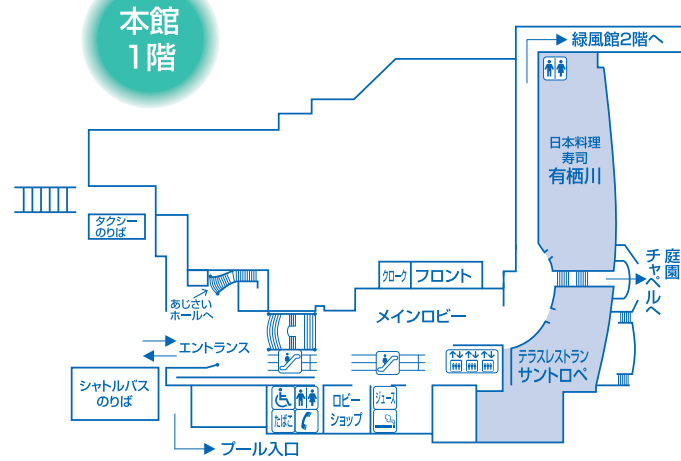 本館
1階
緑風館2階へ
日本料理
寿司
有栖川
タクシー
のりば
庭園
チャペルへ
クローク
フロント
あじさい
ホールへ
メインロビー
エントランス
テラスレストラン
サントロペ
シャトルバス
のりば
ロビー
ショップ
ジュース
たばこ
プール入口